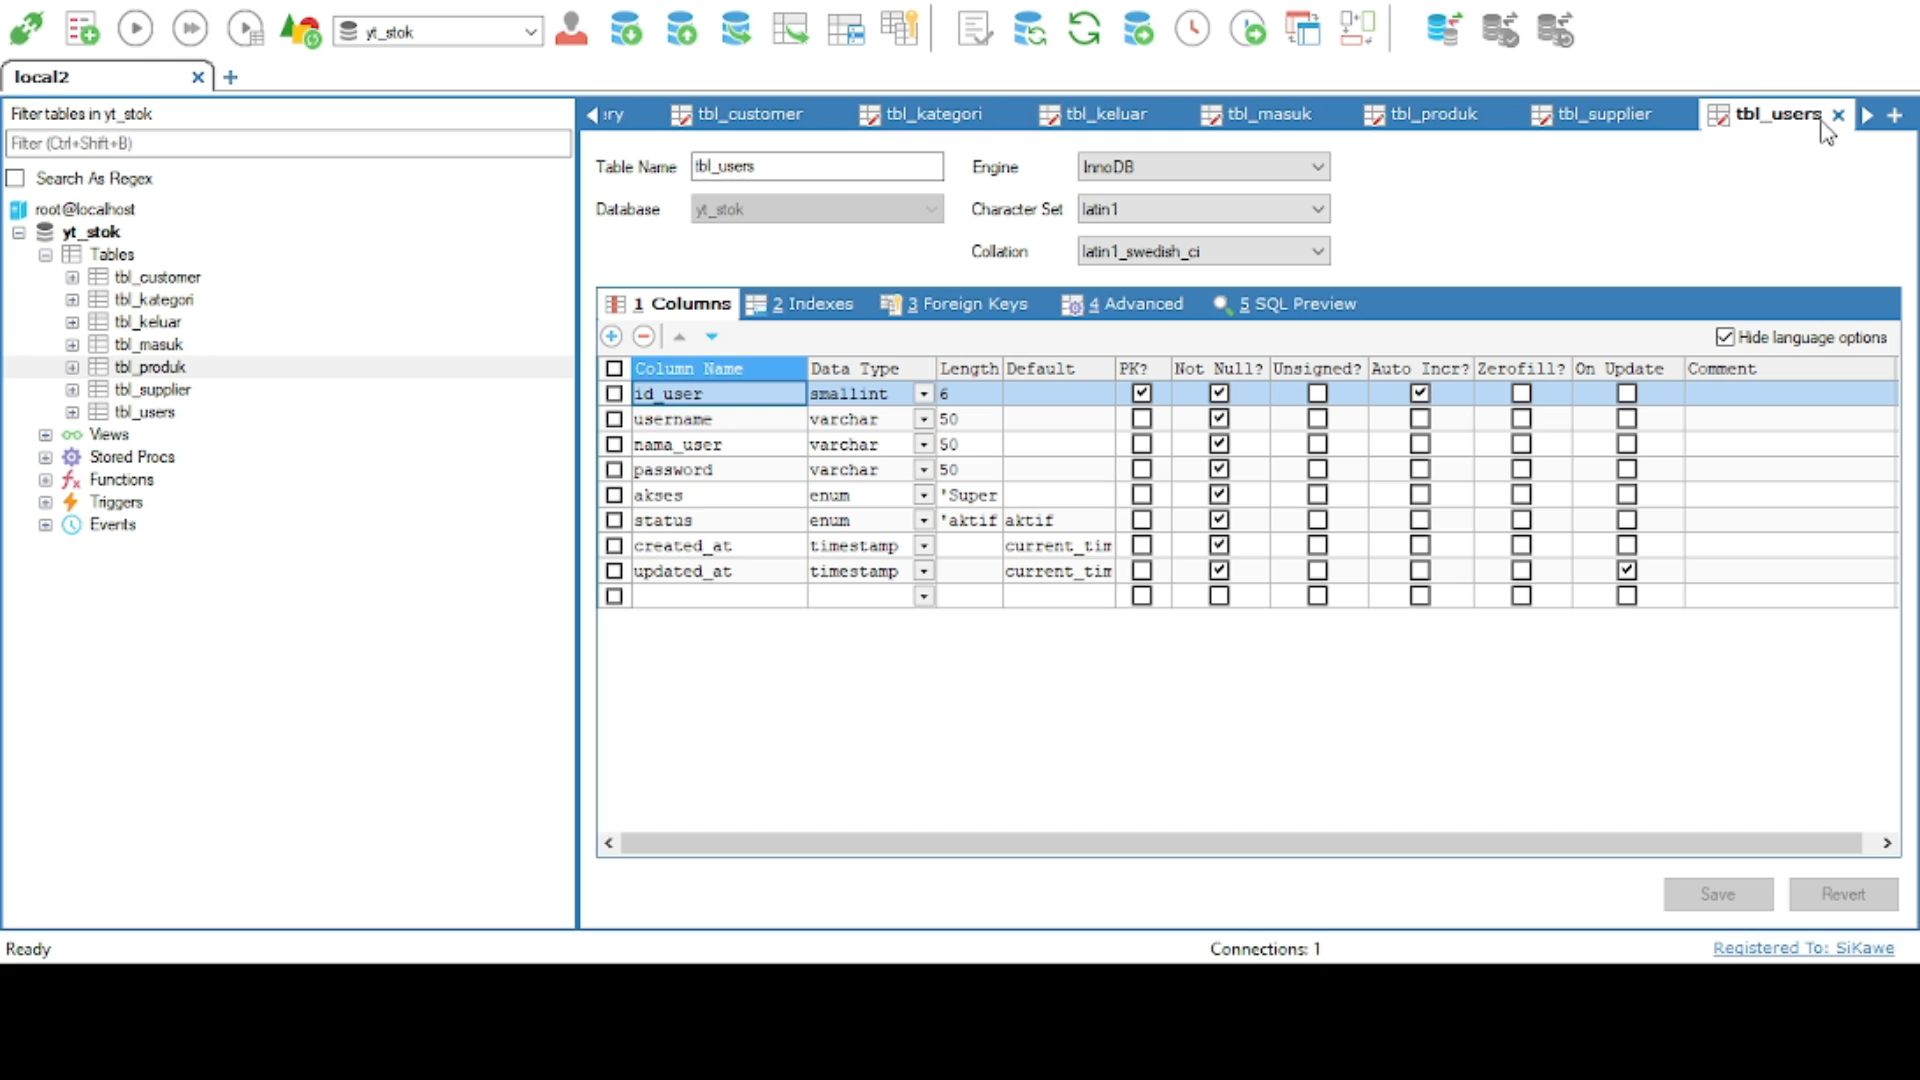 yt_stok
local2
Filter tables in yt_stok
Filter (Ctrl+Shift+B)
Search As Regex
root@localhost
yt_stok
Tables
tbl_customer
tbl_kategori
tbl_keluar
tbl_masuk
tbl_produk
tbl_supplier
tbl_users
Views
Stored Procs
Functions
Triggers
Events
ry tbl_customer tbl_kategori tbl_keluar tbl_masuk tbl_produk tbl_supplier tbl_users
Table Name tbl_users Engine InnoDB
Database yt_stok Character Set latin1
Collation latin1_swedish_ci
1 Columns 2 Indexes 3 Foreign Keys 4 Advanced 5 SQL Preview
Hide language options
Column Name Data Type Length Default PK? Not Null? Unsigned? Auto Incr? Zerofill? On Update Comment
id_user smallint 6
username varchar 50
nama_user varchar 50
password varchar 50
akses enum 'Super
status enum 'aktif aktif
created_at timestamp current_tim
updated_at timestamp current_tim
Save Revert
Ready Connections: 1 Registered To: SiKawe